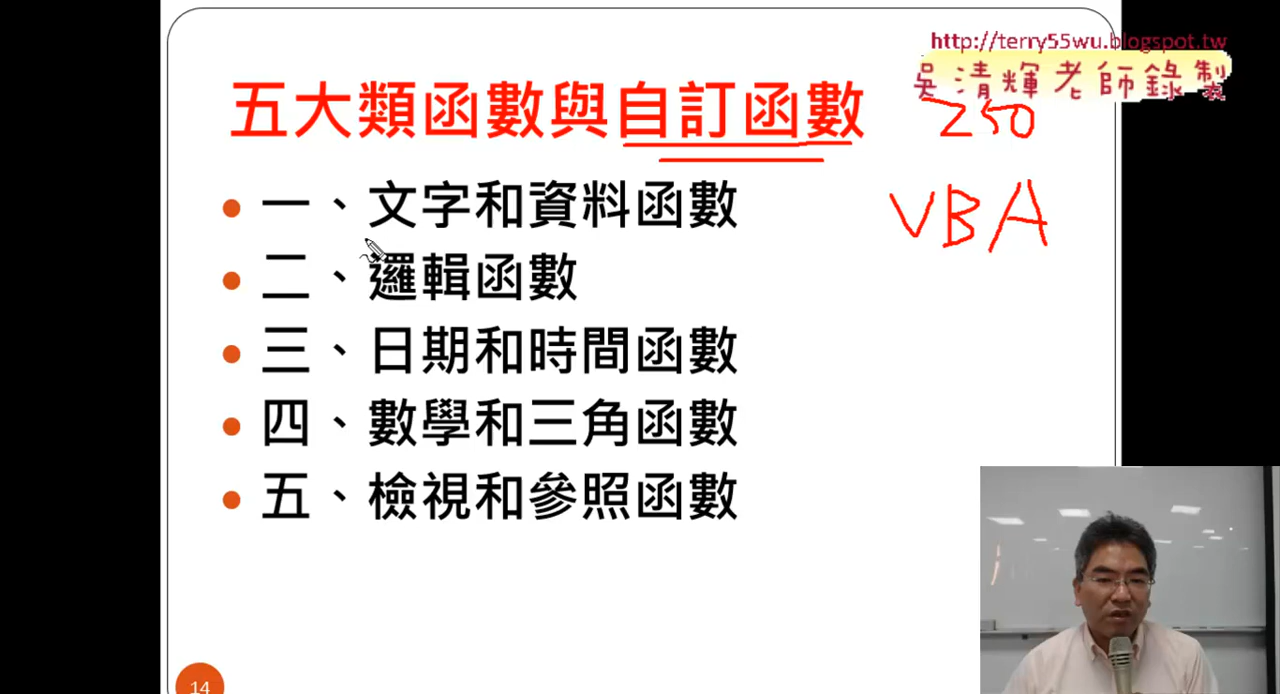 http://terry55wu.blogspot.tw
吳清輝老師錄製
五大類函數與自訂函數
250
一、文字和資料函數
VBA
二、邏輯函數
三、日期和時間函數
四、數學和三角函數
五、檢視和參照函數
14